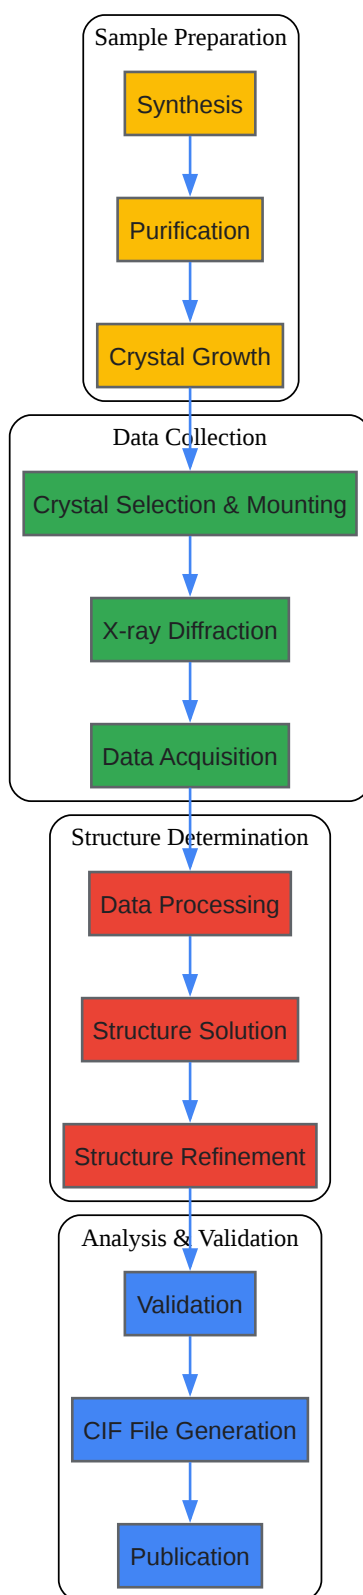 Sample Preparation
Synthesis
Purification
Crystal Growth
Data Collection
Crystal Selection & Mounting
X-ray Diffraction
Data Acquisition
Structure Determination
Data Processing
Structure Solution
Structure Refinement
Analysis & Validation
Validation
CIF File Generation
Publication